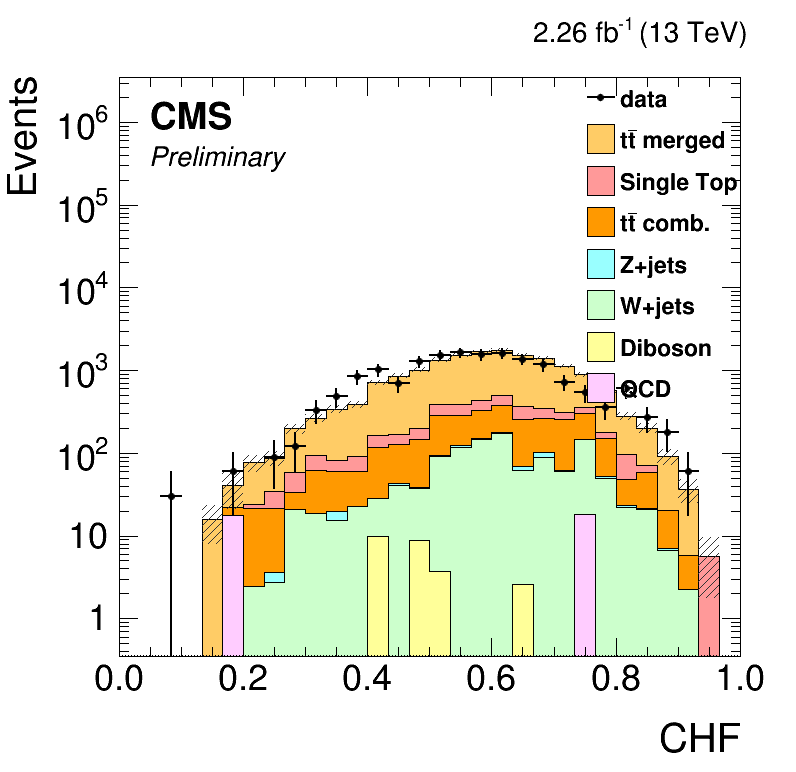 2.26 fb⁻¹ (13 TeV)
Events
CMS
Preliminary
data
tt̄ merged
Single Top
tt̄ comb.
Z+jets
W+jets
Diboson
QCD
10⁶
10⁵
10⁴
10³
10²
10
1
0.0 0.2 0.4 0.6 0.8 1.0
CHF